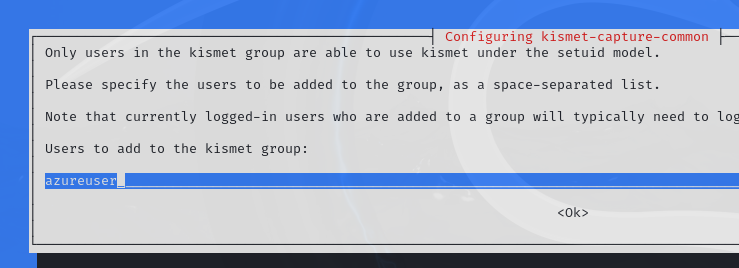 Configuring kismet-capture-common
Only users in the kismet group are able to use kismet under the setuid model.
Please specify the users to be added to the group, as a space-separated list.
Note that currently logged-in users who are added to a group will typically need to log
Users to add to the kismet group:
azureuser
<Ok>